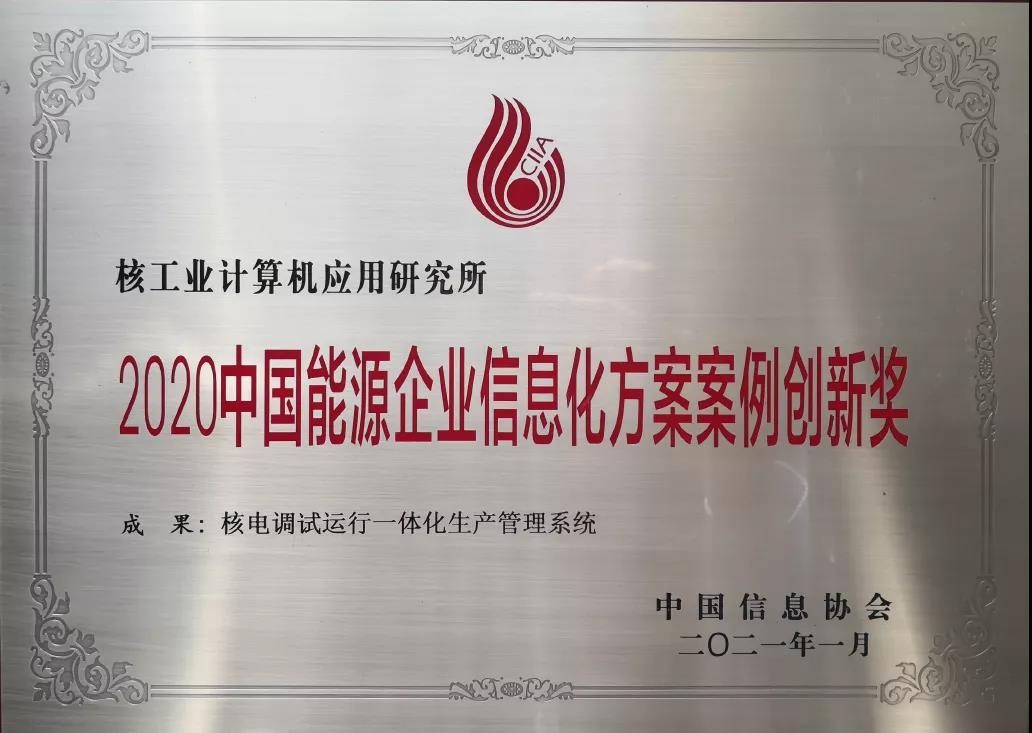 CIIA
核工业计算机应用研究所
2020中国能源企业信息化方案案例创新奖
成 果：核电调试运行一体化生产管理系统
中国信息协会
二〇二一年一月